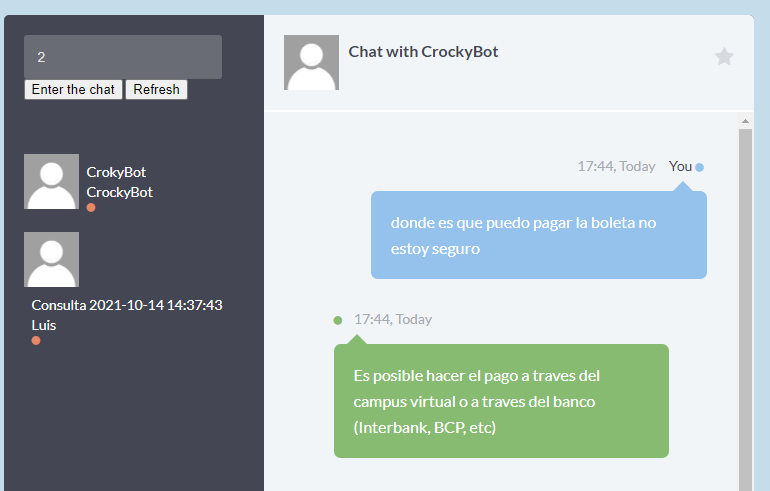 2
Enter the chat Refresh
CrokyBot
CrockyBot
Consulta 2021-10-14 14:37:43
Luis
Chat with CrockyBot
17:44, Today You
donde es que puedo pagar la boleta no
estoy seguro
17:44, Today
Es posible hacer el pago a traves del
campus virtual o a traves del banco
(Interbank, BCP, etc)